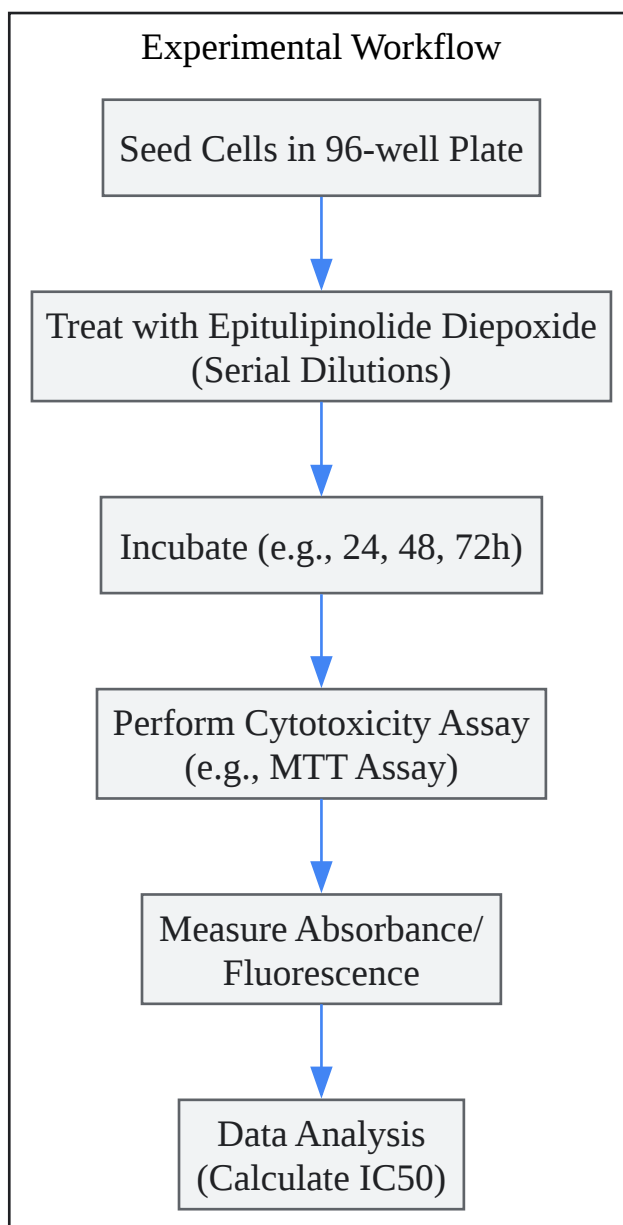 Experimental Workflow
Seed Cells in 96-well Plate
Treat with Epitulipinolide Diepoxide
(Serial Dilutions)
Incubate (e.g., 24, 48, 72h)
Perform Cytotoxicity Assay
(e.g., MTT Assay)
Measure Absorbance/
Fluorescence
Data Analysis
(Calculate IC50)